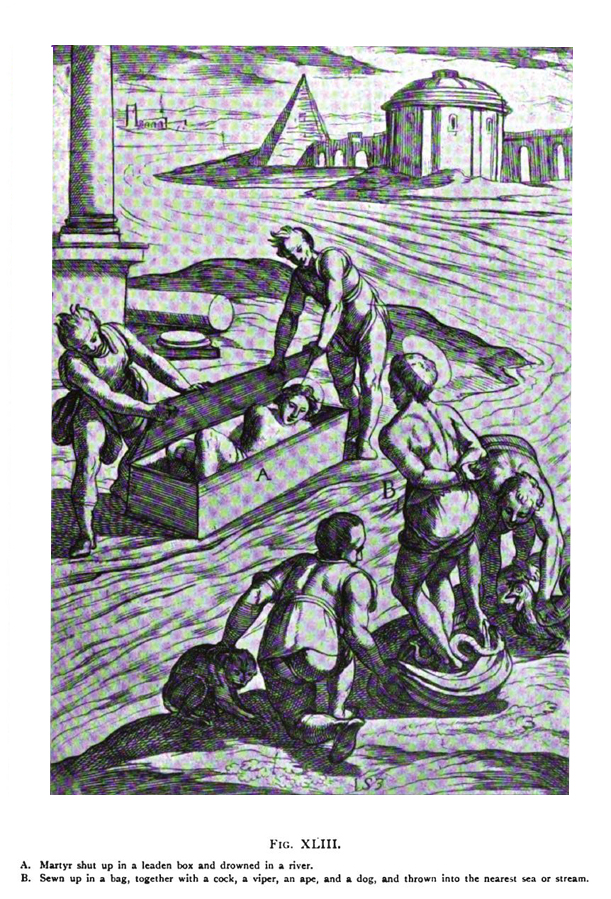 A
B
153
FIG. XLIII.
A. Martyr shut up in a leaden box and drowned in a river.
B. Sewn up in a bag, together with a cock, a viper, an ape, and a dog, and thrown into the nearest sea or stream.